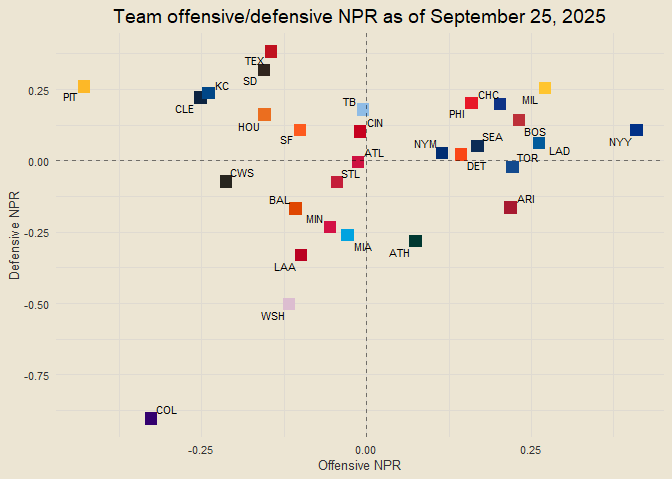 Team offensive/defensive NPR as of September 25, 2025
TEX
SD
PIT
KC
CLE
HOU
SF
TB
CIN
CHC
PHI
MIL
BOS
NYY
NYM
SEA
LAD
DET
TOR
ATL
STL
CWS
BAL
MIN
ARI
MIA
ATH
LAA
WSH
COL
0.25
0.00
-0.25
-0.50
-0.75
Defensive NPR
-0.25
0.00
0.25
Offensive NPR